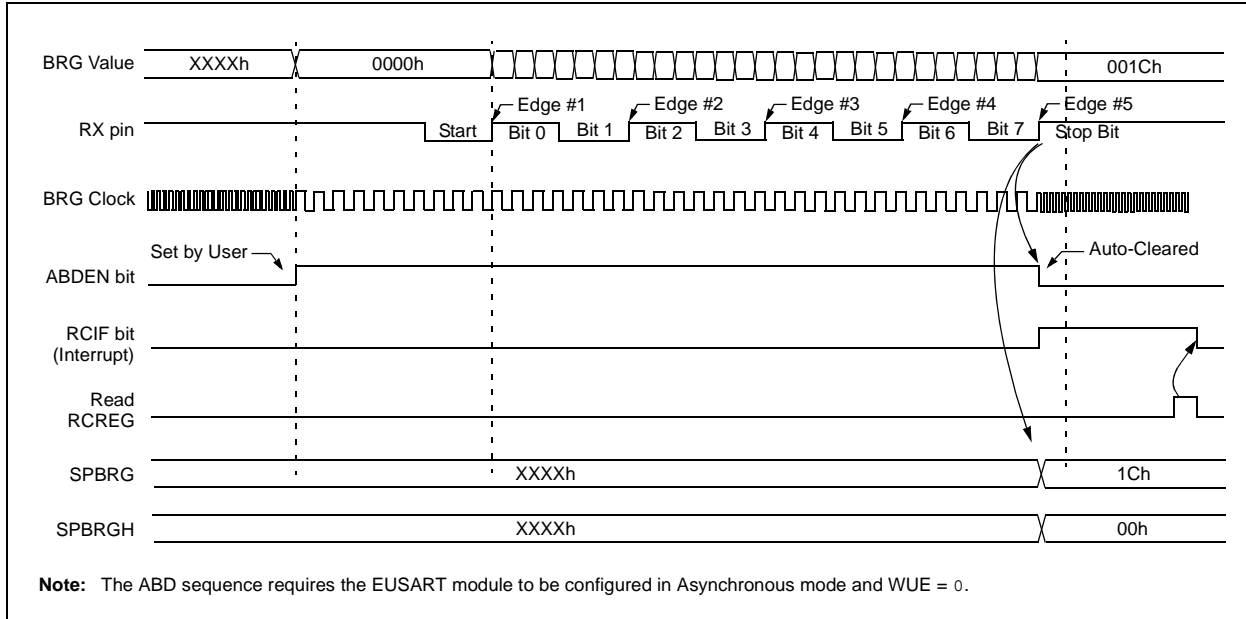 BRG Value XXXXh 0000h 001Ch
Edge #1 Edge #2 Edge #3 Edge #4 Edge #5
RX pin Start Bit 0 Bit 1 Bit 2 Bit 3 Bit 4 Bit 5 Bit 6 Bit 7 Stop Bit
BRG Clock
Set by User Auto-Cleared
ABDEN bit
RCIF bit
(Interrupt)
Read
RCREG
SPBRG XXXXh 1Ch
SPBRGH XXXXh 00h
Note: The ABD sequence requires the EUSART module to be configured in Asynchronous mode and WUE = 0.